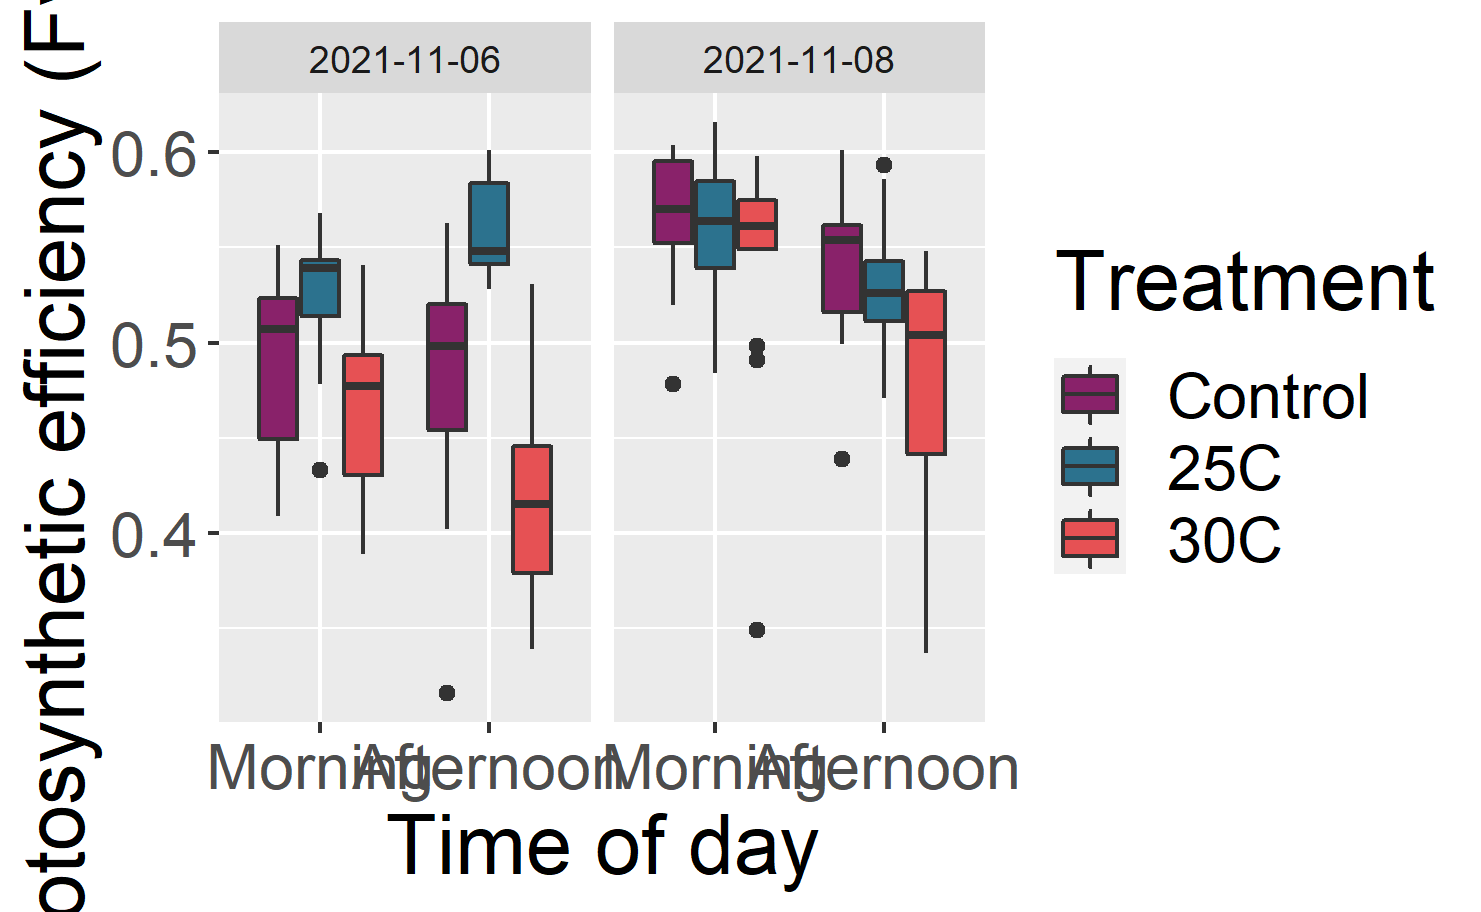 2021-11-06
2021-11-08
otosynthetic efficiency (F
0.6
0.5
0.4
Morning
Afternoon
Morning
Afternoon
Time of day
Treatment
Control
25C
30C